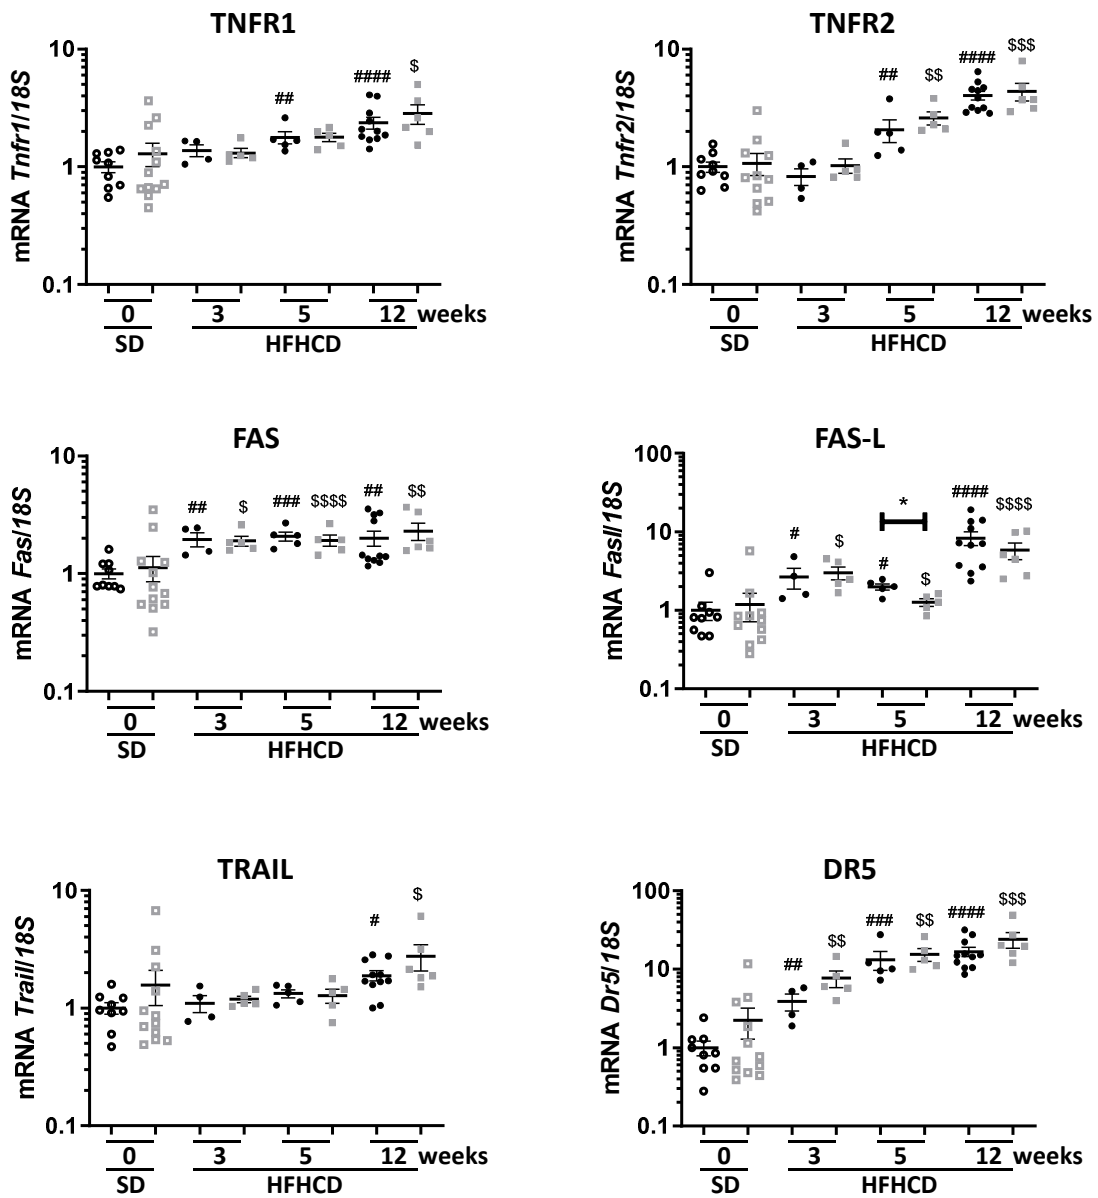 TNFR1
mRNA Tnfr1/18S
10
1
0.1
## #### $
0 3 5 12 weeks
SD HFHCD
TNFR2
mRNA Tnfr2/18S
10
1
0.1
## $$ #### $$$
0 3 5 12 weeks
SD HFHCD
FAS
mRNA Fas/18S
10
1
0.1
## $ ### $$$$ ## $$
0 3 5 12 weeks
SD HFHCD
FAS-L
mRNA Fasl/18S
100
10
1
0.1
# $ # * $ #### $$$$
0 3 5 12 weeks
SD HFHCD
TRAIL
mRNA Trail/18S
10
1
0.1
# $
0 3 5 12 weeks
SD HFHCD
DR5
mRNA Dr5/18S
100
10
1
0.1
## $$ ### $$ #### $$$
0 3 5 12 weeks
SD HFHCD